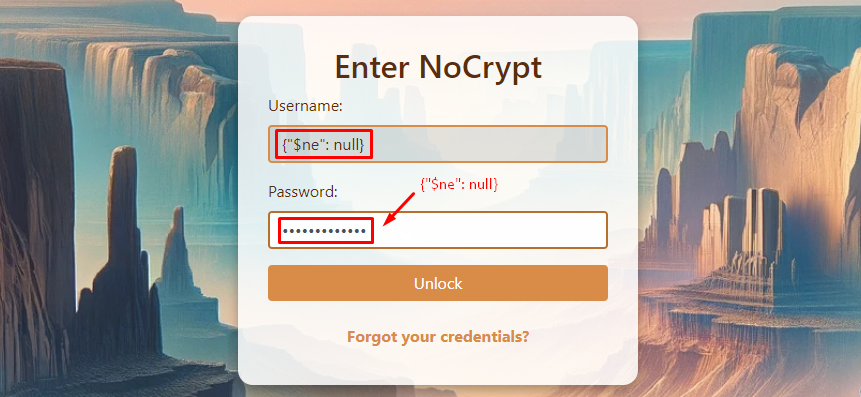 Enter NoCrypt
Username:
{"$ne": null}
Password:
{"$ne": null}
•••••••••••••
Unlock
Forgot your credentials?